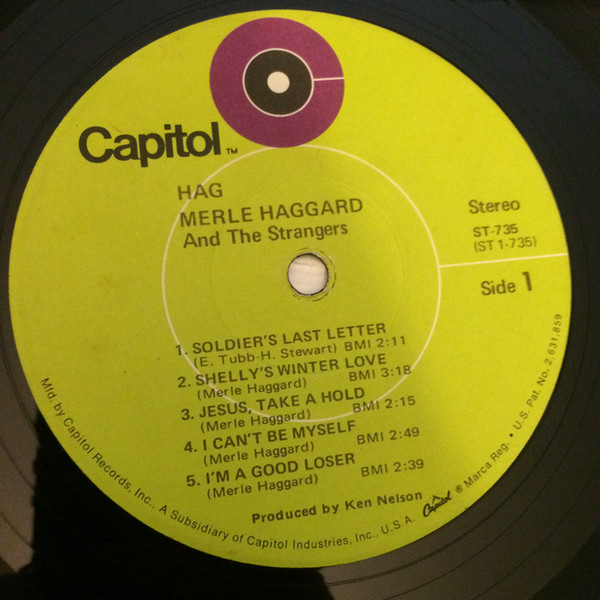 Capitol™
HAG
MERLE HAGGARD
And The Strangers
Stereo
ST-735
(ST 1-735)
Side 1
1. SOLDIER'S LAST LETTER
(E. Tubb-H. Stewart) BMI 2:11
2. SHELLY'S WINTER LOVE
(Merle Haggard) BMI 3:18
3. JESUS, TAKE A HOLD
(Merle Haggard) BMI 2:15
4. I CAN'T BE MYSELF
(Merle Haggard) BMI 2:49
5. I'M A GOOD LOSER
(Merle Haggard) BMI 2:39
Produced by Ken Nelson
Mfd. by Capitol Records, Inc., A Subsidiary of Capitol Industries, Inc., U.S.A. Capitol ® Marca Reg. • U.S. Pat. No. 2,631,859